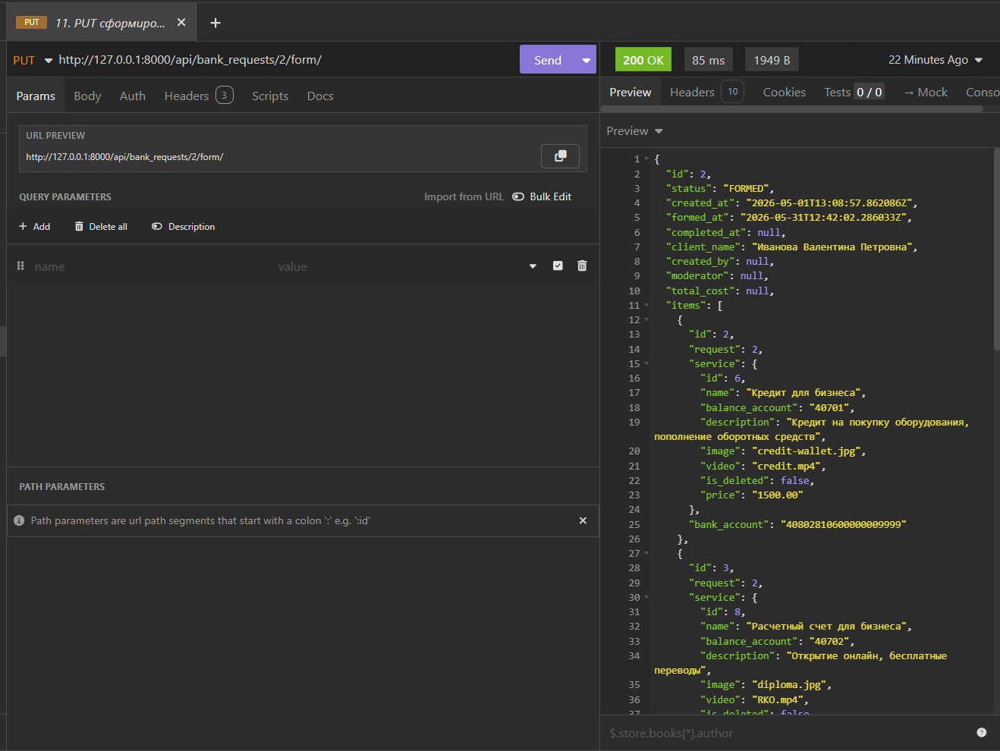 PUT 11. PUT сформиро...
PUT http://127.0.0.1:8000/api/bank_requests/2/form/ Send
Params Body Auth Headers 3 Scripts Docs
URL PREVIEW
http://127.0.0.1:8000/api/bank_requests/2/form/
QUERY PARAMETERS Import from URL Bulk Edit
Add Delete all Description
name value
PATH PARAMETERS
Path parameters are url path segments that start with a colon ':' e.g. ':id'
200 OK 85 ms 1949 B 22 Minutes Ago
Preview Headers 10 Cookies Tests 0 / 0 → Mock Conso
Preview
1 {
2 "id": 2,
3 "status": "FORMED",
4 "created_at": "2026-05-01T13:08:57.862086Z",
5 "formed_at": "2026-05-31T12:42:02.286033Z",
6 "completed_at": null,
7 "client_name": "Иванова Валентина Петровна",
8 "created_by": null,
9 "moderator": null,
10 "total_cost": null,
11 "items": [
12 {
13 "id": 2,
14 "request": 2,
15 "service": {
16 "id": 6,
17 "name": "Кредит для бизнеса",
18 "balance_account": "40701",
19 "description": "Кредит на покупку оборудования,
пополнение оборотных средств",
20 "image": "credit-wallet.jpg",
21 "video": "credit.mp4",
22 "is_deleted": false,
23 "price": "1500.00"
24 },
25 "bank_account": "40802810600000009999"
26 },
27 {
28 "id": 3,
29 "request": 2,
30 "service": {
31 "id": 8,
32 "name": "Расчетный счет для бизнеса",
33 "balance_account": "40702",
34 "description": "Открытие онлайн, бесплатные
переводы",
35 "image": "diploma.jpg",
36 "video": "RKO.mp4",
37 "is_deleted": false
$.store.books[*].author